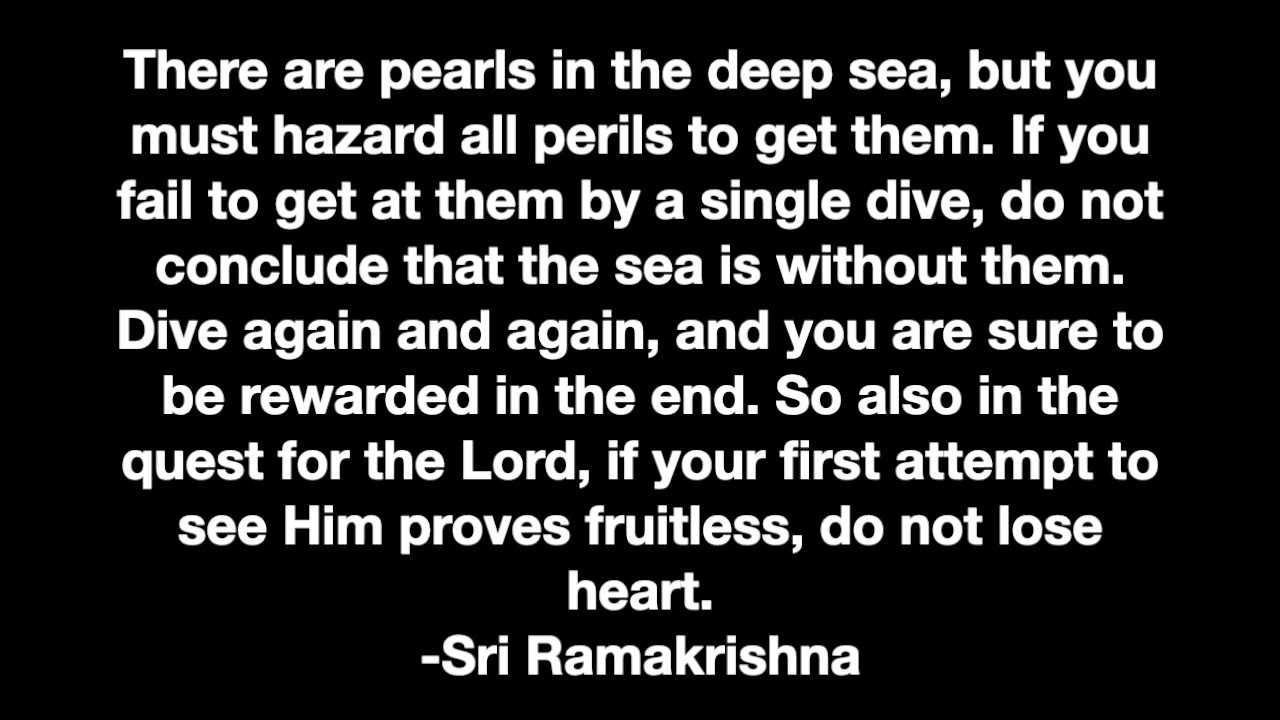 There are pearls in the deep sea, but you
must hazard all perils to get them. If you
fail to get at them by a single dive, do not
conclude that the sea is without them.
Dive again and again, and you are sure to
be rewarded in the end. So also in the
quest for the Lord, if your first attempt to
see Him proves fruitless, do not lose
heart.
-Sri Ramakrishna